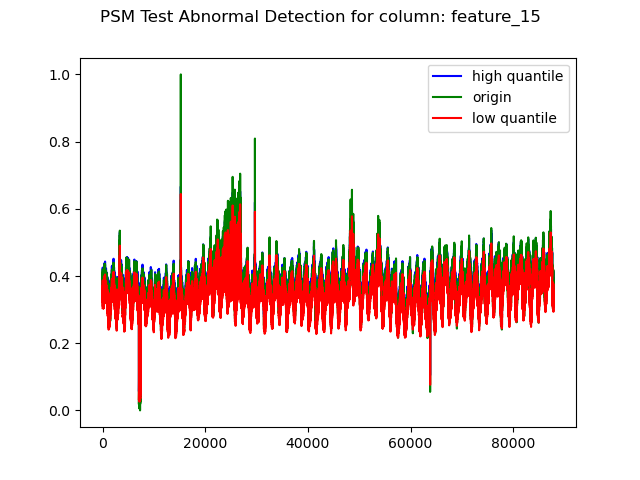 PSM Test Abnormal Detection for column: feature_15
high quantile
origin
low quantile
1.0
0.8
0.6
0.4
0.2
0.0
0
20000
40000
60000
80000